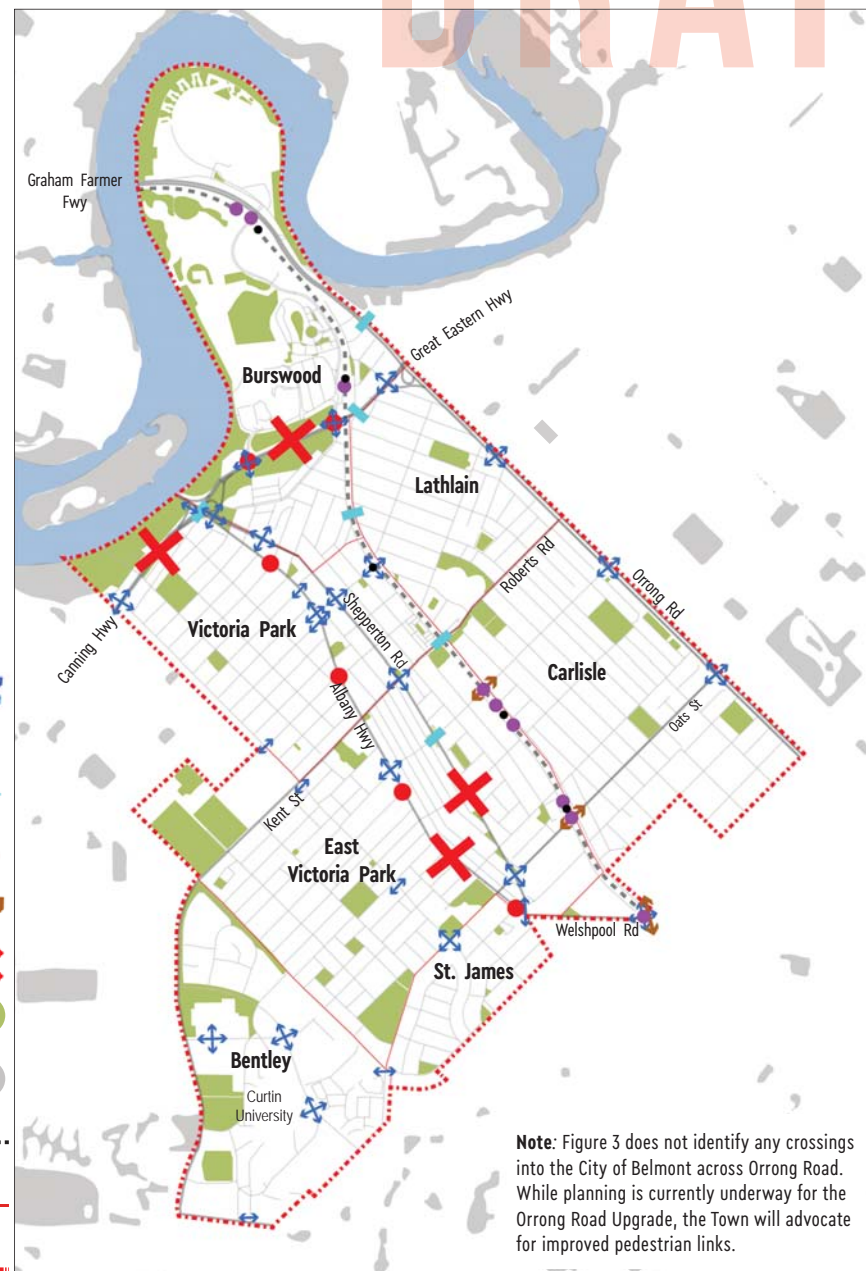 DRAFT
Graham Farmer
Fwy
Great Eastern Hwy
Burswood
Lathlain
Roberts Rd
Orrong Rd
Canning Hwy
Victoria Park
Shepperton Rd
Albany Hwy
Carlisle
Oats St
Kent St
East
Victoria Park
Welshpool Rd
St. James
Bentley
Curtin
University
Note: Figure 3 does not identify any crossings
into the City of Belmont across Orrong Road.
While planning is currently underway for the
Orrong Road Upgrade, the Town will advocate
for improved pedestrian links.